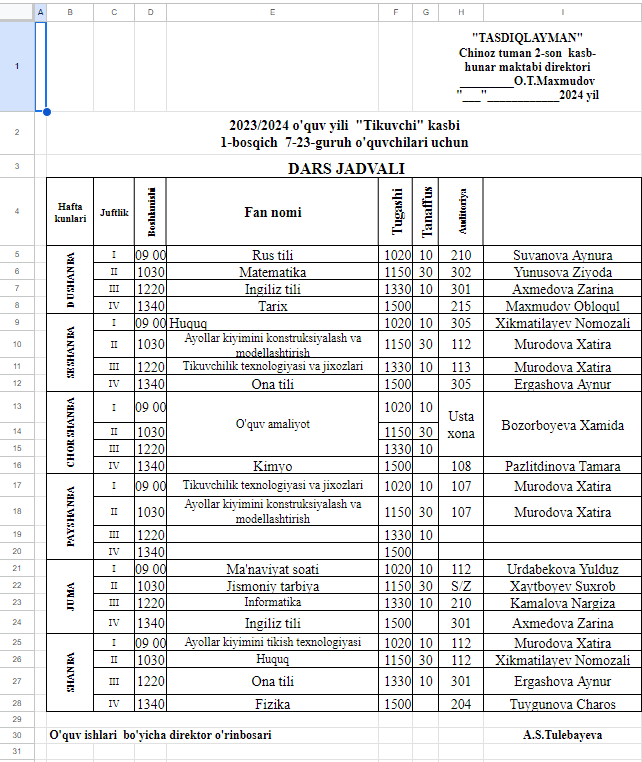 A B C D E F G H I
1 "TASDIQLAYMAN"
Chinoz tuman 2-son kasb-
hunar maktabi direktori
_________O.T.Maxmudov
"___"____________2024 yil
2 2023/2024 o'quv yili "Tikuvchi" kasbi
1-bosqich 7-23-guruh o'quvchilari uchun
3 DARS JADVALI
4 Hafta kunlari Juftlik Boshlanishi Fan nomi Tugashi Tanaffus Auditoriya
DUSHANBA
5 I 09 00 Rus tili 1020 10 210 Suvanova Aynura
6 II 1030 Matematika 1150 30 302 Yunusova Ziyoda
7 III 1220 Ingiliz tili 1330 10 301 Axmedova Zarina
8 IV 1340 Tarix 1500 215 Maxmudov Obloqul
SESHANBA
9 I 09 00 Huquq 1020 10 305 Xikmatilayev Nomozali
10 II 1030 Ayollar kiyimini konstruksiyalash va modellashtirish 1150 30 112 Murodova Xatira
11 III 1220 Tikuvchilik texnologiyasi va jixozlari 1330 10 113 Murodova Xatira
12 IV 1340 Ona tili 1500 305 Ergashova Aynur
CHORSHANBA
13 I 09 00 O'quv amaliyot 1020 10 Usta xona Bozorboyeva Xamida
14 II 1030 1150 30
15 III 1220 1330 10
16 IV 1340 Kimyo 1500 108 Pazlitdinova Tamara
PAYSHANBA
17 I 09 00 Tikuvchilik texnologiyasi va jixozlari 1020 10 107 Murodova Xatira
18 II 1030 Ayollar kiyimini konstruksiyalash va modellashtirish 1150 30 107 Murodova Xatira
19 III 1220 1330 10
20 IV 1340 1500
JUMA
21 I 09 00 Ma'naviyat soati 1020 10 112 Urdabekova Yulduz
22 II 1030 Jismoniy tarbiya 1150 30 S/Z Xaytboyev Suxrob
23 III 1220 Informatika 1330 10 210 Kamalova Nargiza
24 IV 1340 Ingliz tili 1500 301 Axmedova Zarina
SHANBA
25 I 09 00 Ayollar kiyimini tikish texnologiyasi 1020 10 112 Murodova Xatira
26 II 1030 Huquq 1150 30 112 Xikmatilayev Nomozali
27 III 1220 Ona tili 1330 10 301 Ergashova Aynur
28 IV 1340 Fizika 1500 204 Tuygunova Charos
29
30 O'quv ishlari bo'yicha direktor o'rinbosari A.S.Tulebayeva
31